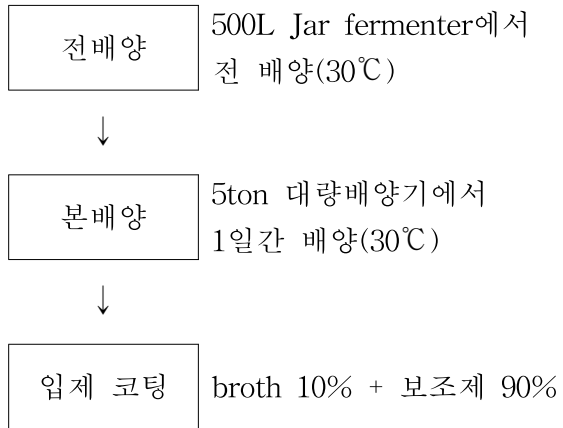 전배양
500L Jar fermenter에서
전 배양(30℃)
↓
본배양
5ton 대량배양기에서
1일간 배양(30℃)
↓
입제 코팅
broth 10% + 보조제 90%